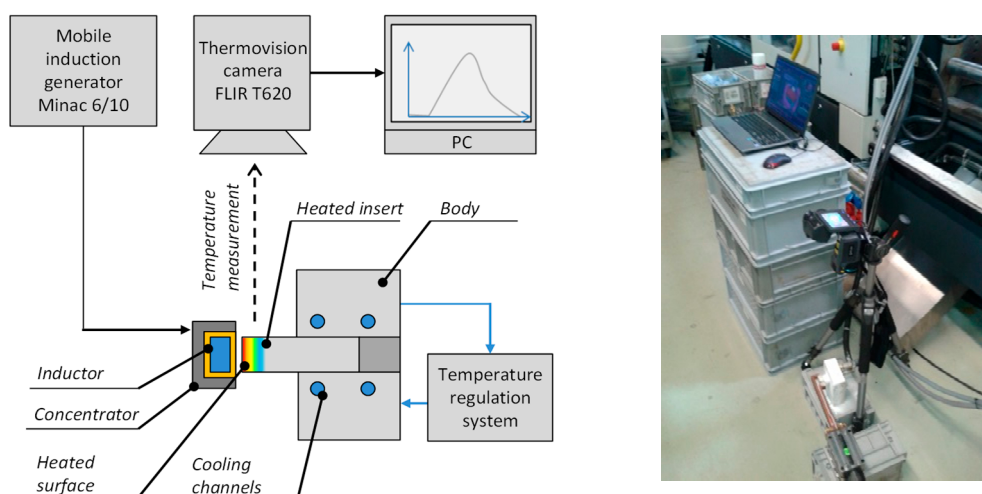 Mobile
induction
generator
Minac 6/10
Thermovision
camera
FLIR T620
PC
Temperature
measurement
Heated insert
Body
Inductor
Concentrator
Heated
surface
Cooling
channels
Temperature
regulation
system